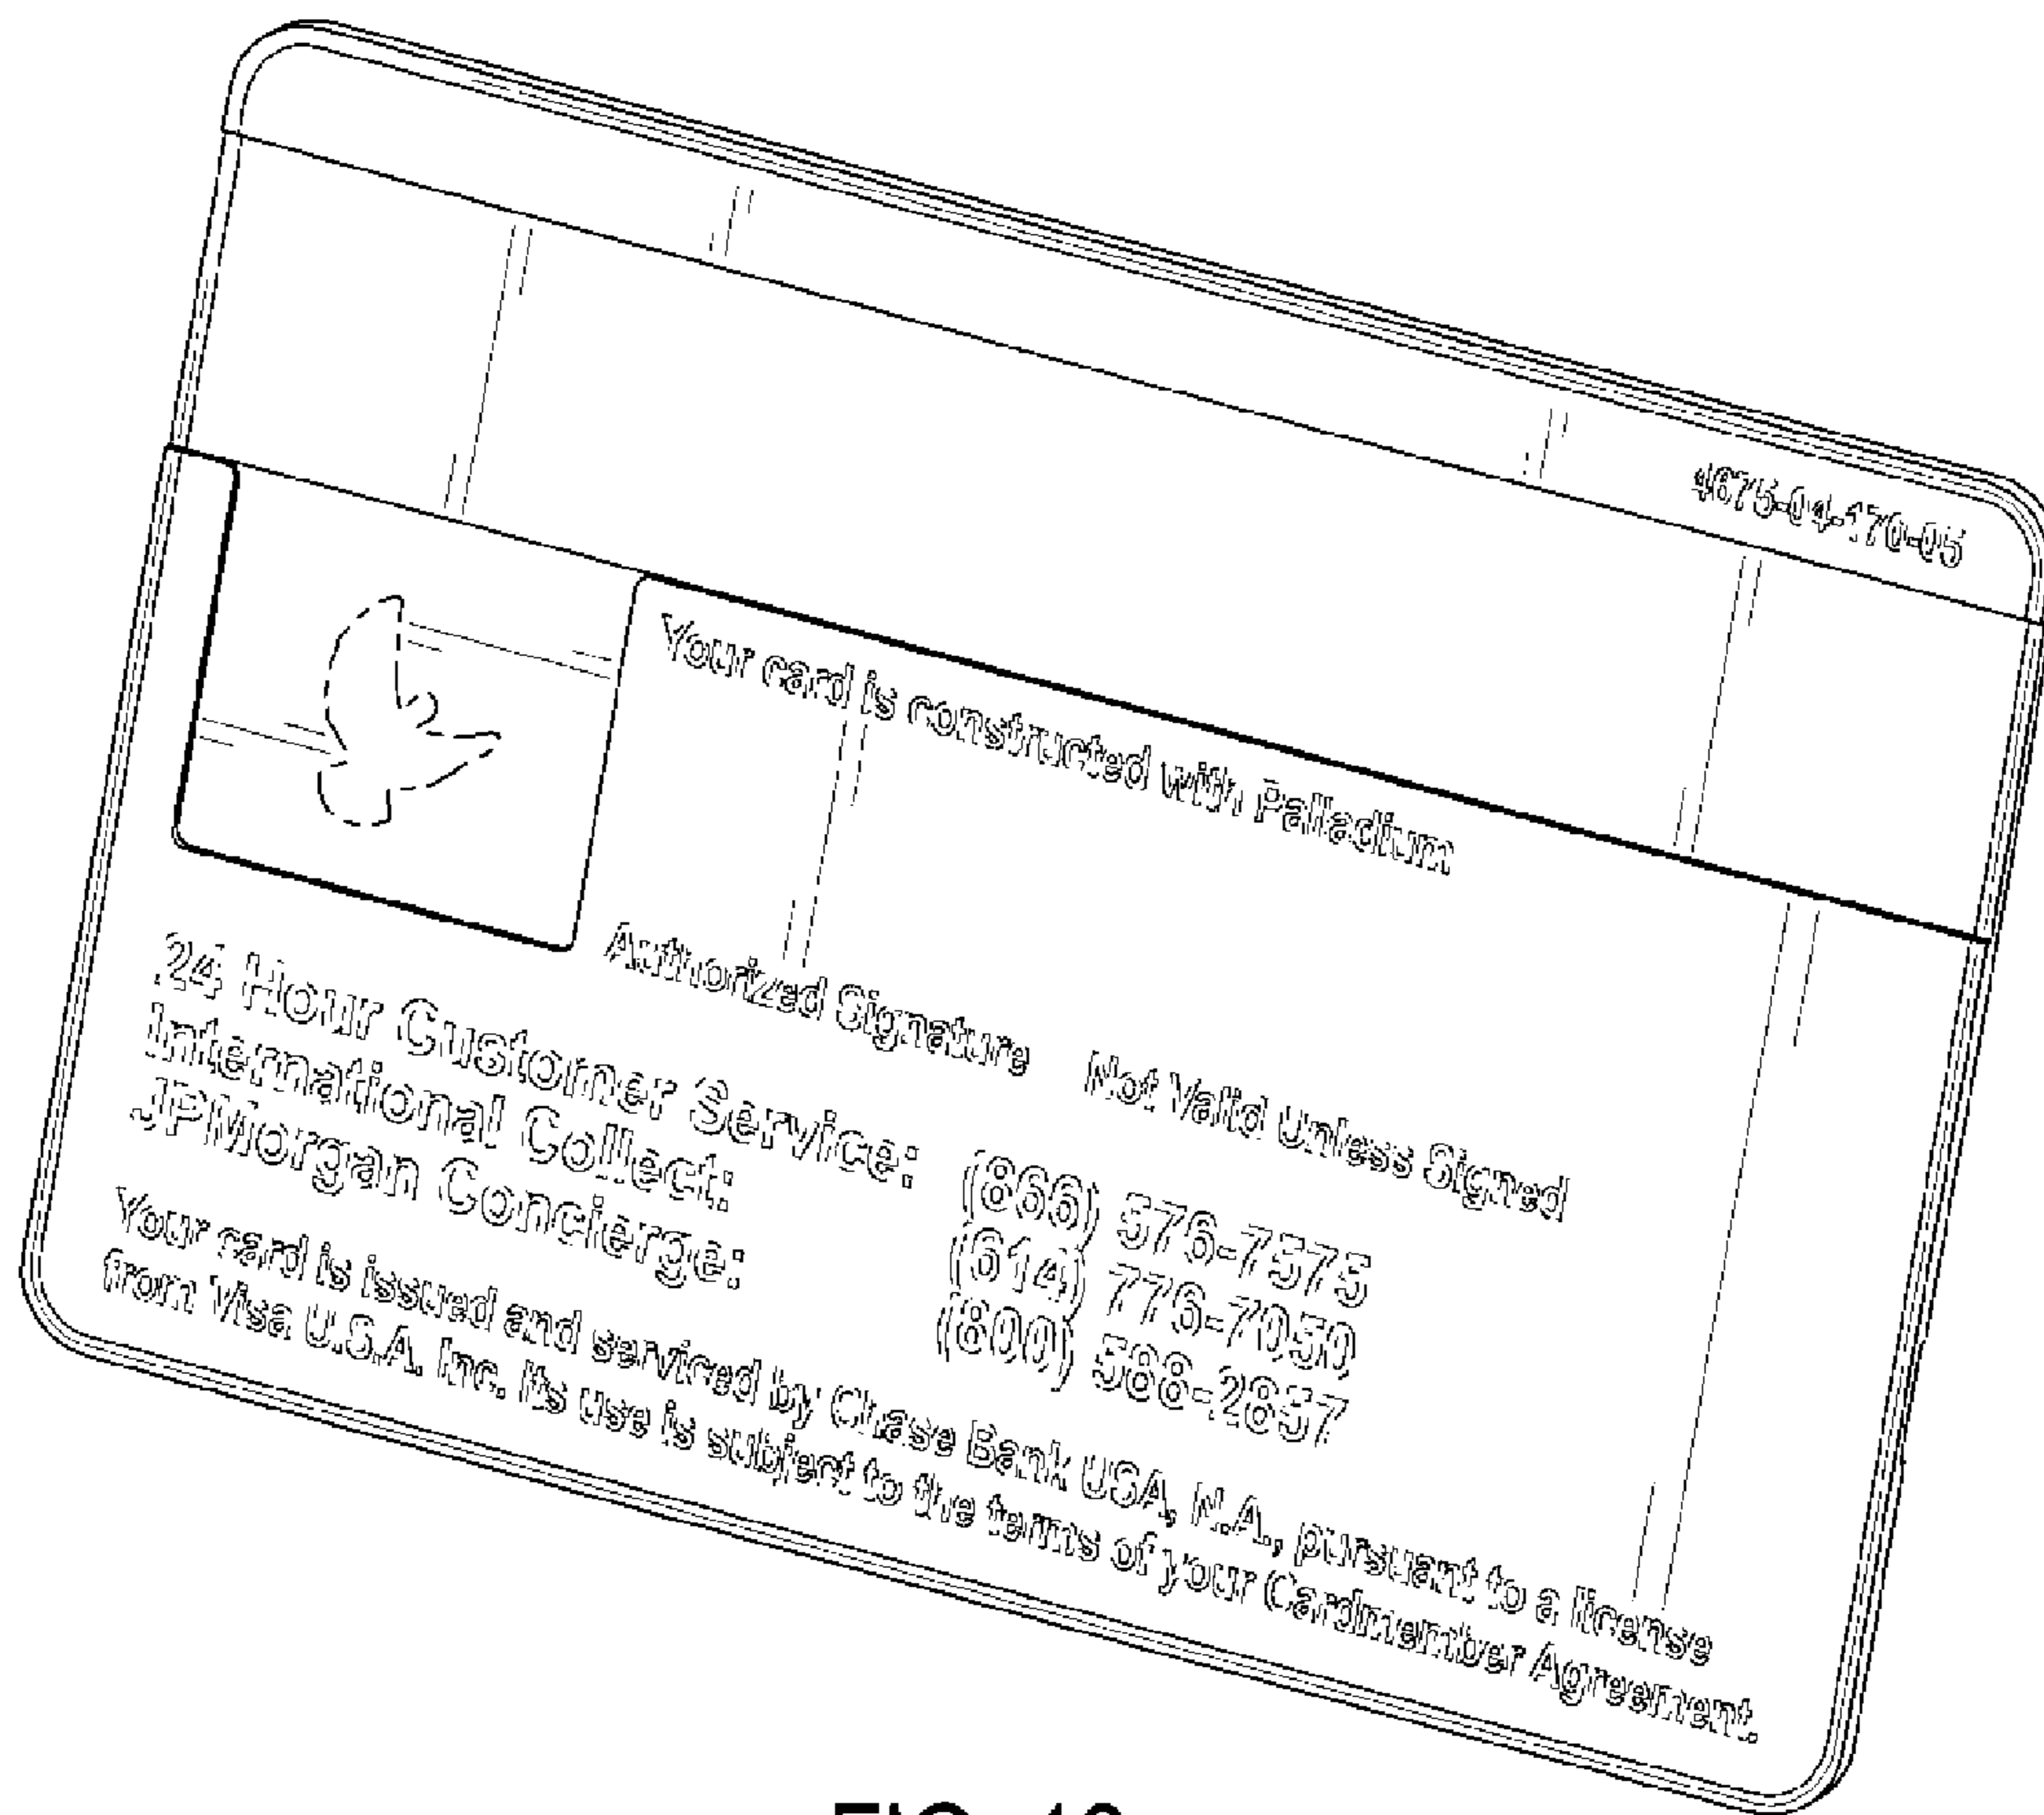 4675-04-170-05
Your card is constructed with Palladium
Authorized Signature Not Valid Unless Signed
24 Hour Customer Service: (866) 576-7575
International Collect: (614) 776-7050
JPMorgan Concierge: (800) 588-2857
Your card is issued and serviced by Chase Bank USA, N.A., pursuant to a license
from Visa U.S.A. Inc. Its use is subject to the terms of your Cardmember Agreement.